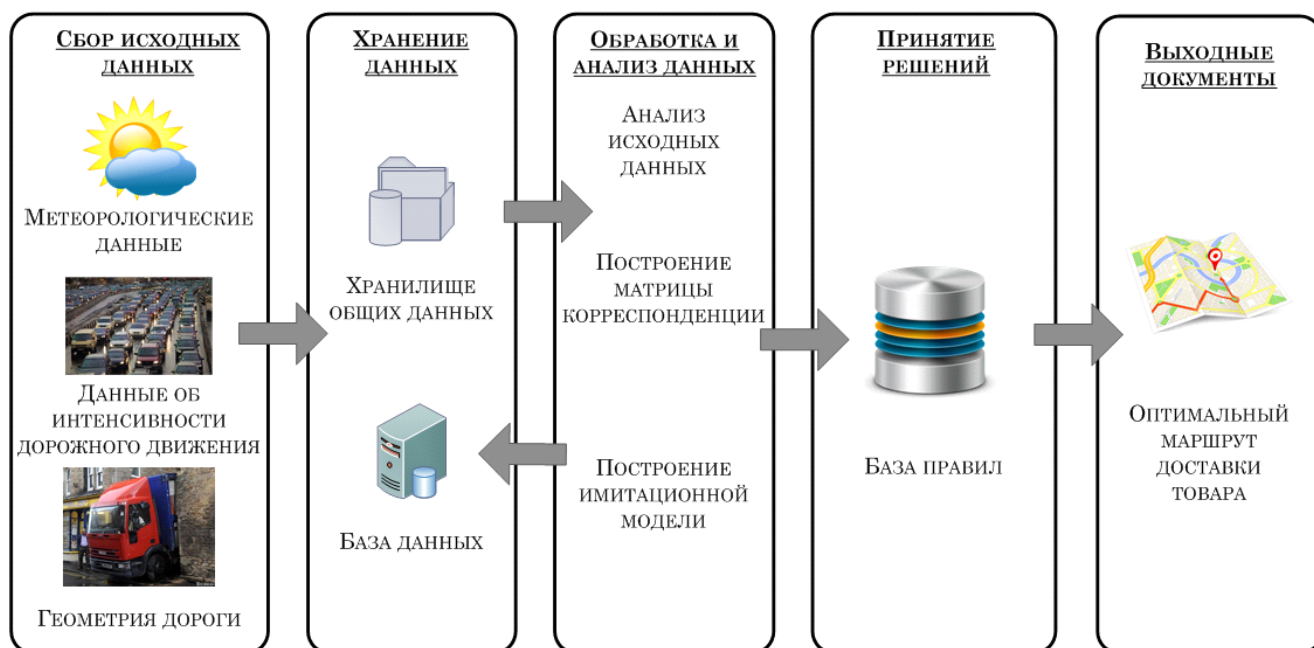 Сбор исходных
данных
Метеорологические
данные
Данные об
интенсивности
дорожного движения
Геометрия дороги
Хранение
данных
Хранилище
общих данных
База данных
Обработка и
анализ данных
Анализ
исходных
данных
Построение
матрицы
корреспонденции
Построение
имитационной
модели
Принятие
решений
База правил
Выходные
документы
Оптимальный
маршрут
доставки
товара